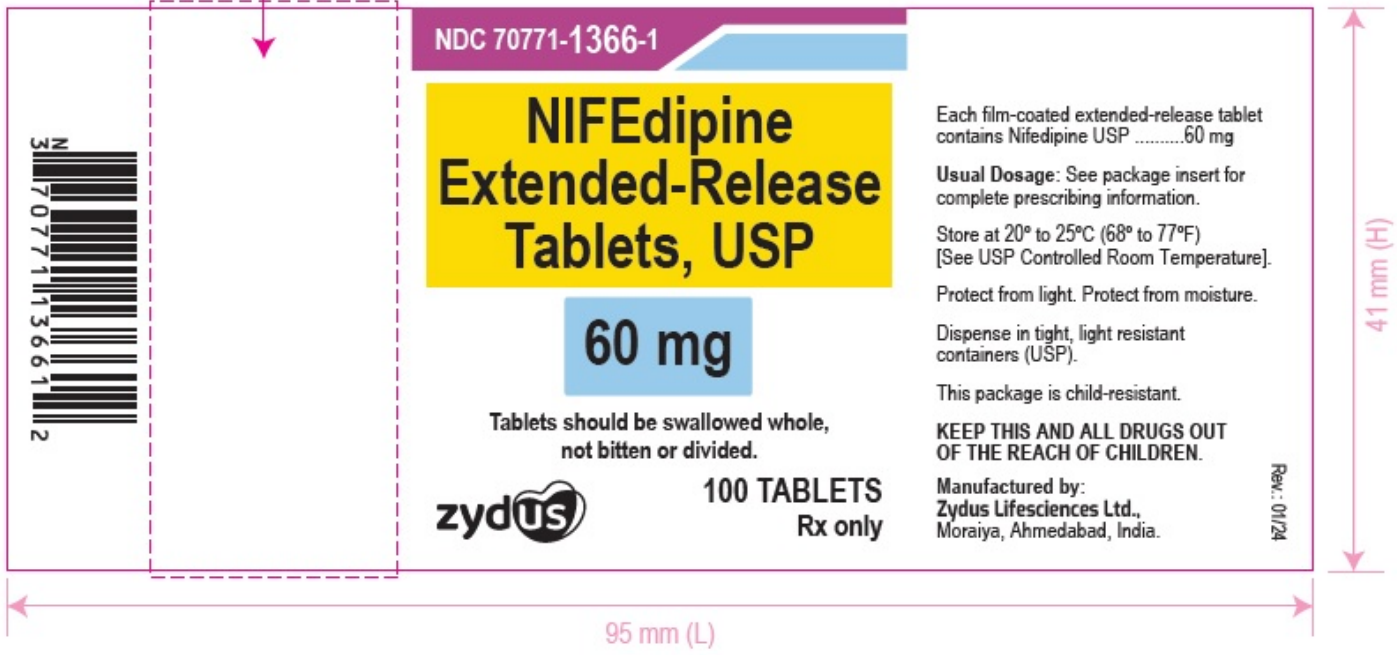 NDC 70771-1366-1
NIFEdipine
Extended-Release
Tablets, USP
60 mg
Tablets should be swallowed whole,
not bitten or divided.
zydus
100 TABLETS
Rx only
Each film-coated extended-release tablet
contains Nifedipine USP ..........60 mg
Usual Dosage: See package insert for
complete prescribing information.
Store at 20° to 25°C (68° to 77°F)
[See USP Controlled Room Temperature].
Protect from light. Protect from moisture.
Dispense in tight, light resistant
containers (USP).
This package is child-resistant.
KEEP THIS AND ALL DRUGS OUT
OF THE REACH OF CHILDREN.
Manufactured by:
Zydus Lifesciences Ltd.,
Moraiya, Ahmedabad, India.
Rev.: 01/24
N
3 70771 13661 2
41 mm (H)
95 mm (L)